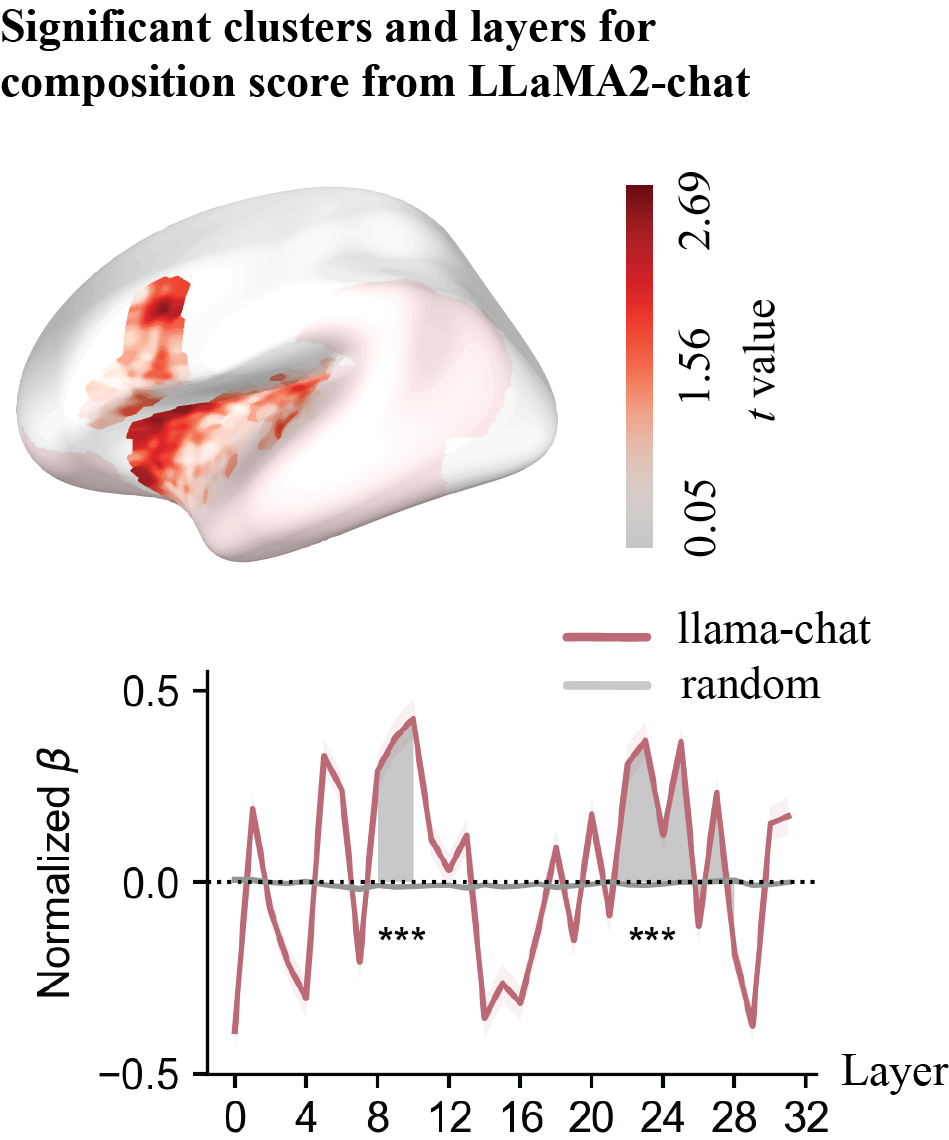 Significant clusters and layers for
composition score from LLaMA2-chat
2.69
1.56
0.05
t value
llama-chat
random
0.5
0.0
−0.5
Normalized β
***
***
Layer
0 4 8 12 16 20 24 28 32